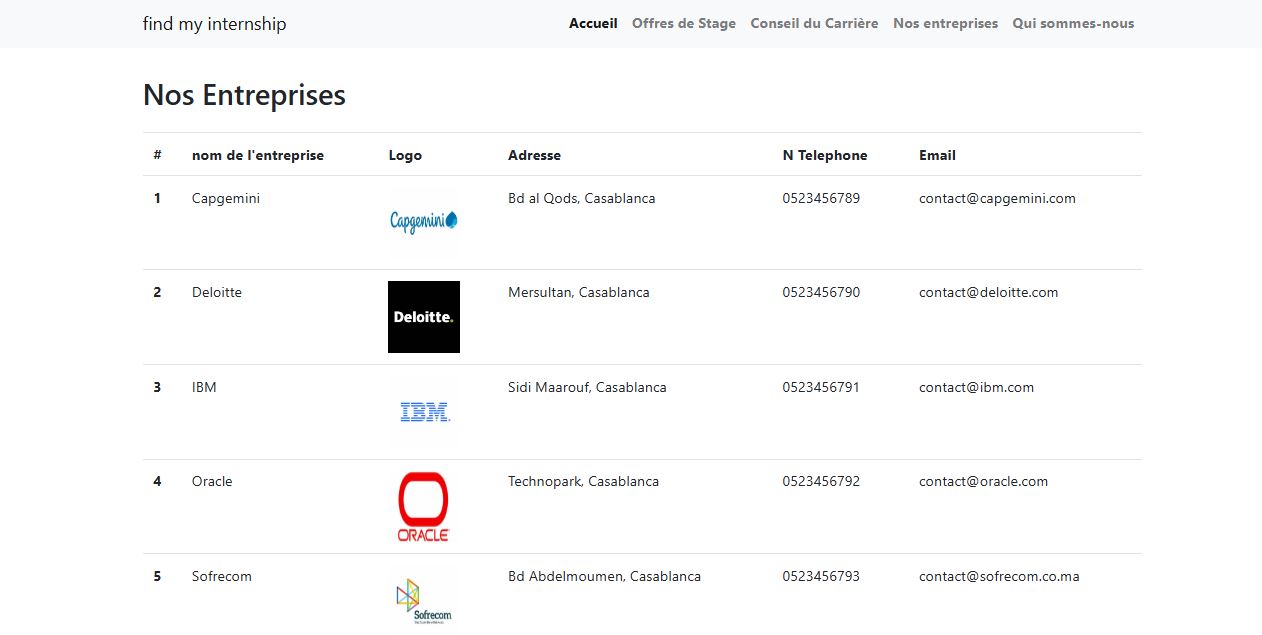 find my internship Accueil Offres de Stage Conseil du Carrière Nos entreprises Qui sommes-nous
Nos Entreprises
# nom de l'entreprise Logo Adresse N Telephone Email
1 Capgemini Capgemini Bd al Qods, Casablanca 0523456789 contact@capgemini.com
2 Deloitte Deloitte. Mersultan, Casablanca 0523456790 contact@deloitte.com
3 IBM IBM. Sidi Maarouf, Casablanca 0523456791 contact@ibm.com
4 Oracle ORACLE Technopark, Casablanca 0523456792 contact@oracle.com
5 Sofrecom Sofrecom Bd Abdelmoumen, Casablanca 0523456793 contact@sofrecom.co.ma